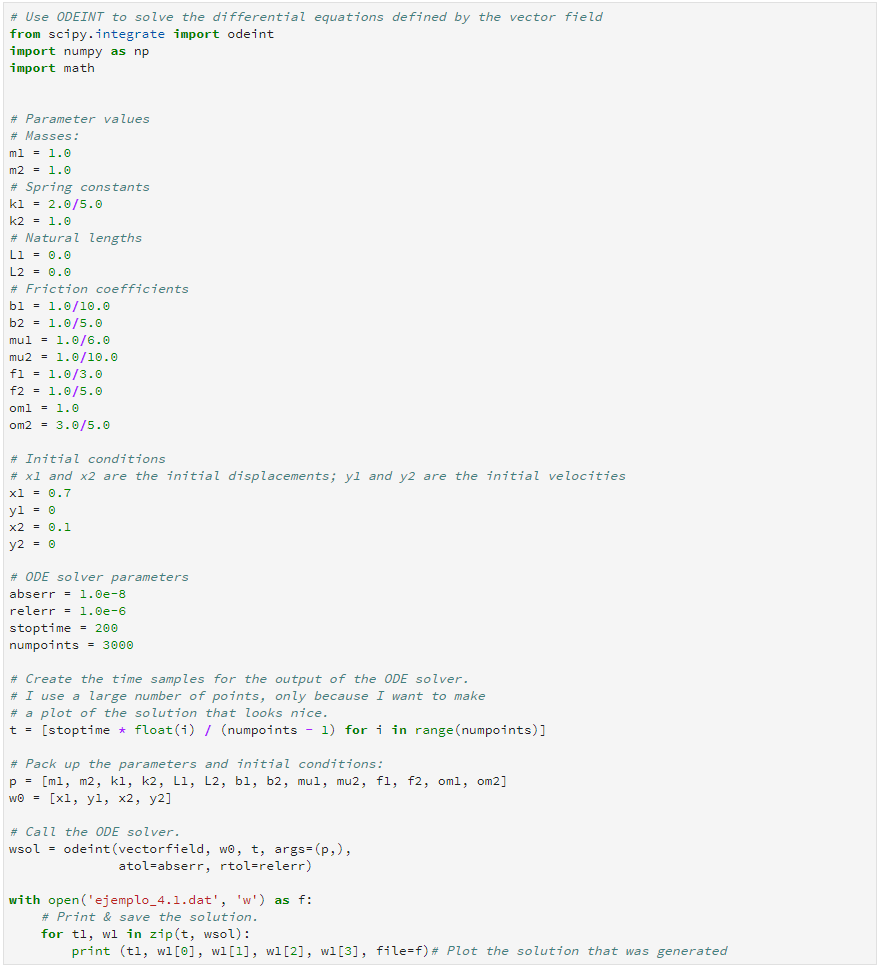 # Use ODEINT to solve the differential equations defined by the vector field
from scipy.integrate import odeint
import numpy as np
import math
# Parameter values
# Masses:
m1 = 1.0
m2 = 1.0
# Spring constants
k1 = 2.0/5.0
k2 = 1.0
# Natural lengths
L1 = 0.0
L2 = 0.0
# Friction coefficients
b1 = 1.0/10.0
b2 = 1.0/5.0
mu1 = 1.0/6.0
mu2 = 1.0/10.0
f1 = 1.0/3.0
f2 = 1.0/5.0
om1 = 1.0
om2 = 3.0/5.0
# Initial conditions
# x1 and x2 are the initial displacements; y1 and y2 are the initial velocities
x1 = 0.7
y1 = 0
x2 = 0.1
y2 = 0
# ODE solver parameters
abserr = 1.0e-8
relerr = 1.0e-6
stoptime = 200
numpoints = 3000
# Create the time samples for the output of the ODE solver.
# I use a large number of points, only because I want to make
# a plot of the solution that looks nice.
t = [stoptime * float(i) / (numpoints - 1) for i in range(numpoints)]
# Pack up the parameters and initial conditions:
p = [m1, m2, k1, k2, L1, L2, b1, b2, mu1, mu2, f1, f2, om1, om2]
w0 = [x1, y1, x2, y2]
# Call the ODE solver.
wsol = odeint(vectorfield, w0, t, args=(p,),
              atol=abserr, rtol=relerr)
with open('ejemplo_4.1.dat', 'w') as f:
    # Print & save the solution.
    for t1, w1 in zip(t, wsol):
        print (t1, w1[0], w1[1], w1[2], w1[3], file=f)# Plot the solution that was generated